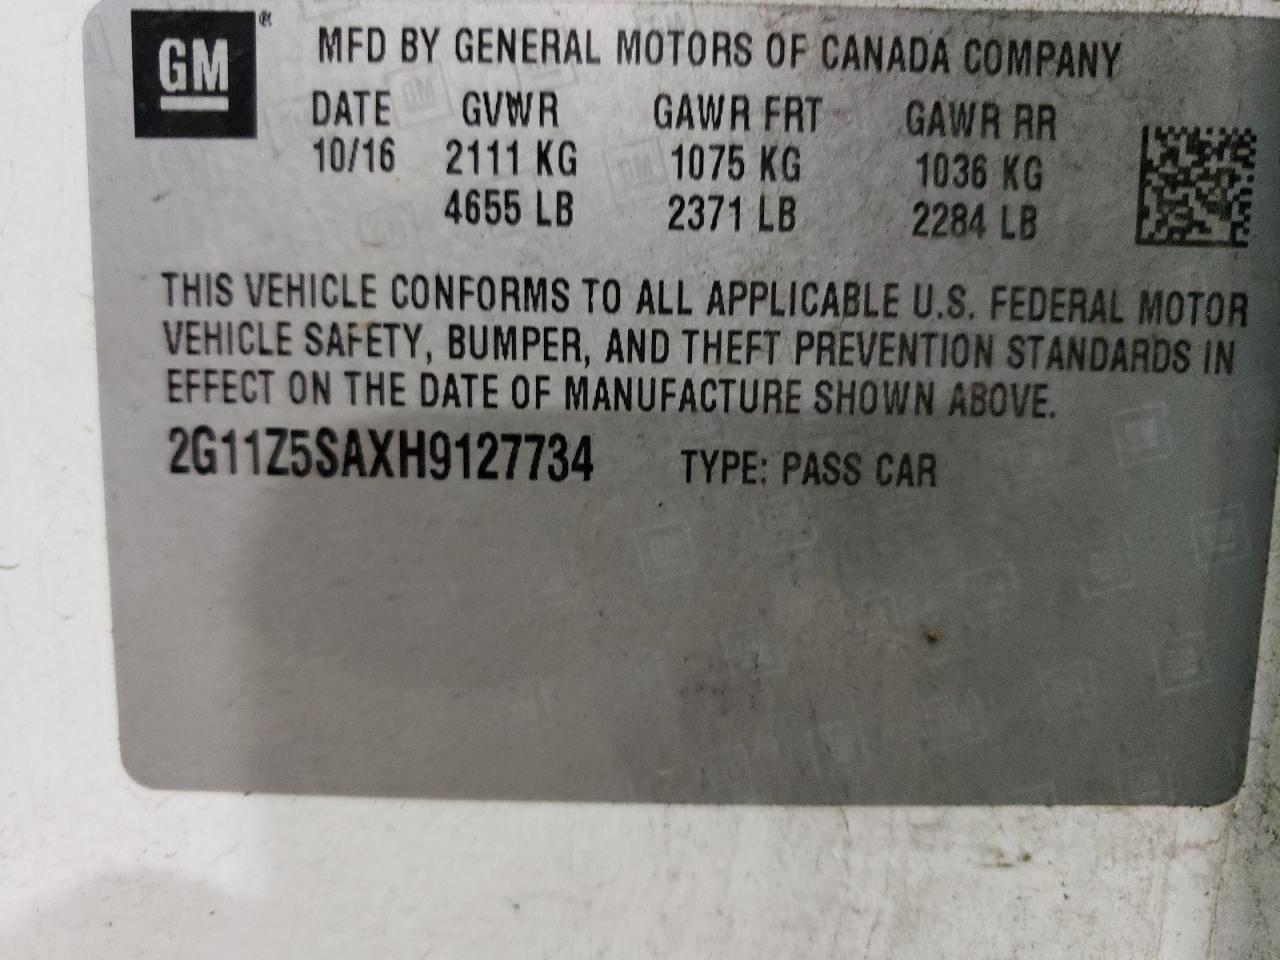 GM® MFD BY GENERAL MOTORS OF CANADA COMPANY
DATE GVWR GAWR FRT GAWR RR
10/16 2111 KG 1075 KG 1036 KG
4655 LB 2371 LB 2284 LB
THIS VEHICLE CONFORMS TO ALL APPLICABLE U.S. FEDERAL MOTOR
VEHICLE SAFETY, BUMPER, AND THEFT PREVENTION STANDARDS IN
EFFECT ON THE DATE OF MANUFACTURE SHOWN ABOVE.
2G11Z5SAXH9127734 TYPE: PASS CAR